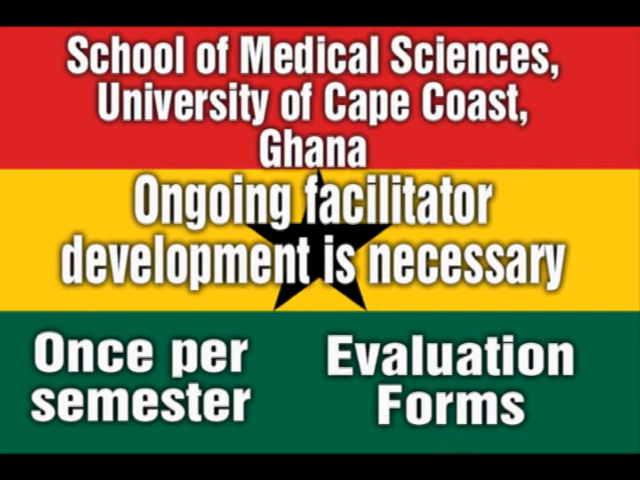 School of Medical Sciences,
University of Cape Coast,
Ghana
Ongoing facilitator
development is necessary
Once per
semester
Evaluation
Forms